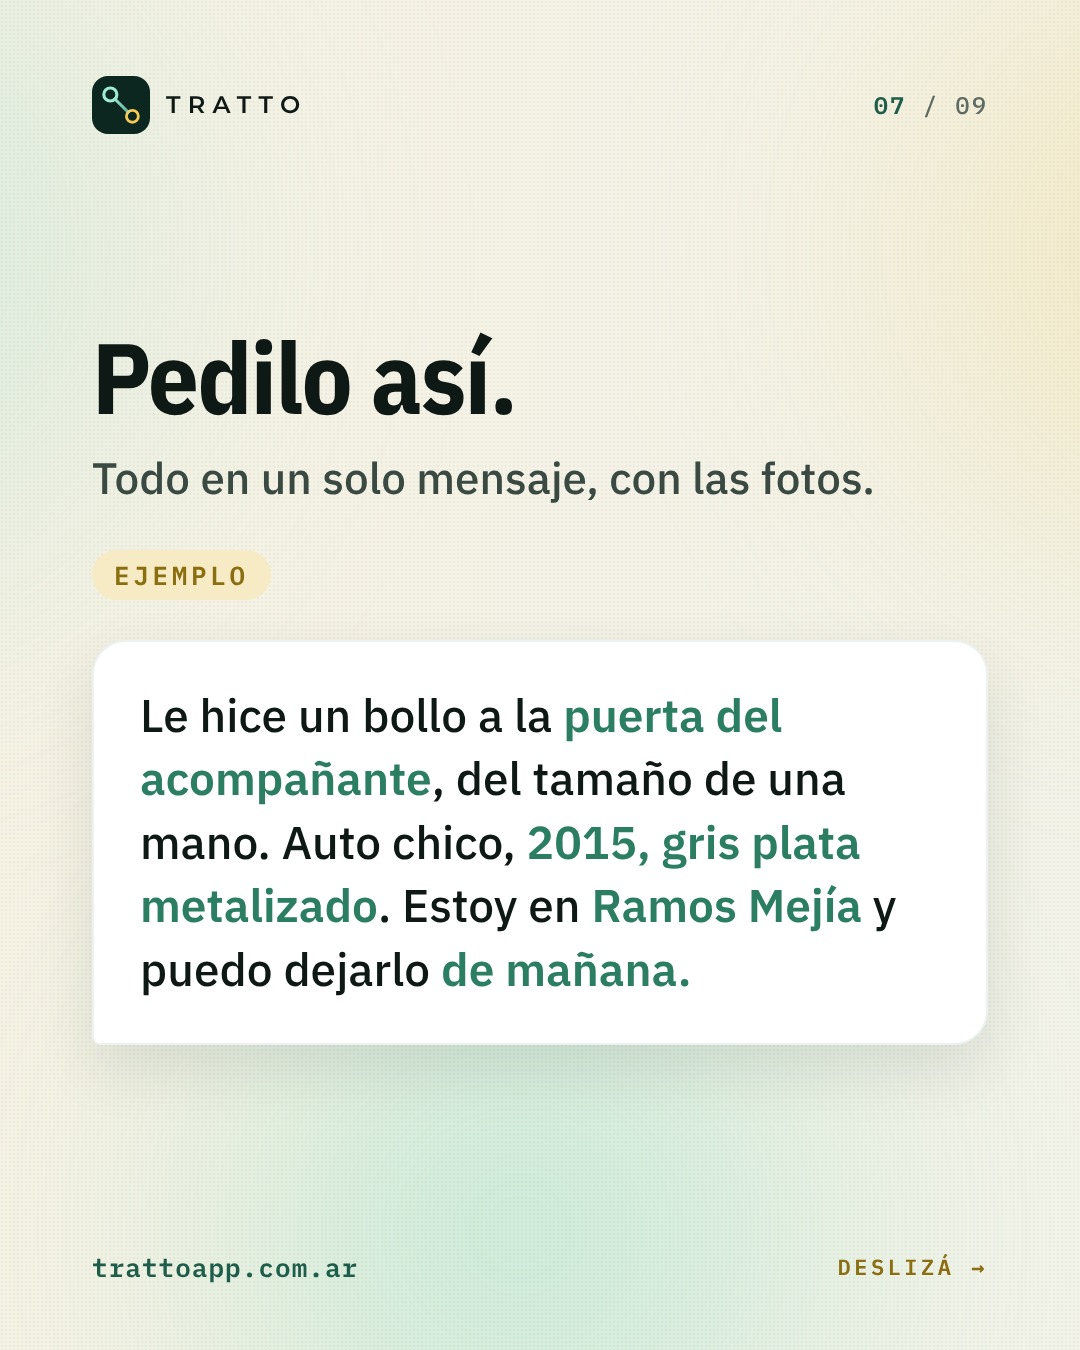 TRATTO
07 / 09
Pedilo así.
Todo en un solo mensaje, con las fotos.
EJEMPLO
Le hice un bollo a la puerta del
acompañante, del tamaño de una
mano. Auto chico, 2015, gris plata
metalizado. Estoy en Ramos Mejía y
puedo dejarlo de mañana.
trattoapp.com.ar
DESLIZÁ →